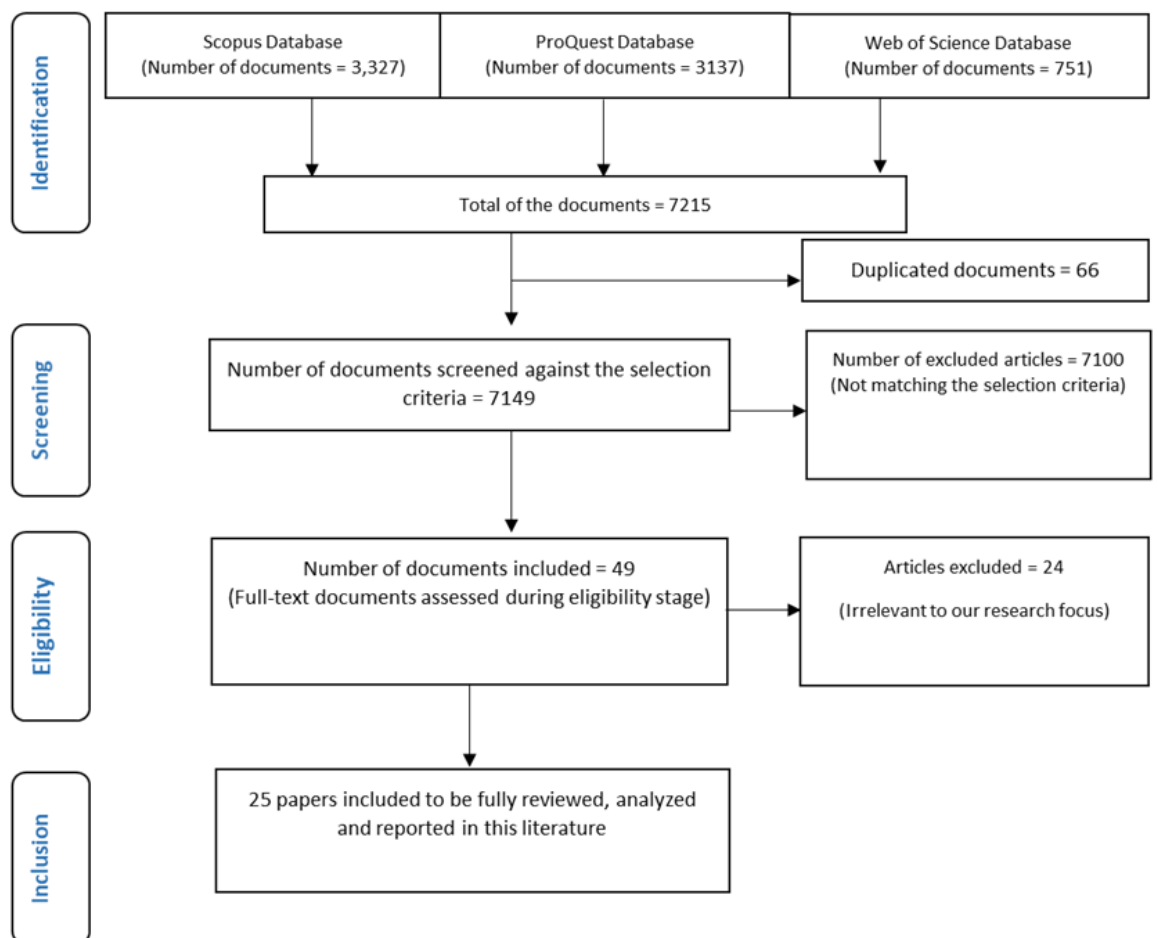 Identification
Scopus Database
(Number of documents = 3,327)
ProQuest Database
(Number of documents = 3137)
Web of Science Database
(Number of documents = 751)
Total of the documents = 7215
Duplicated documents = 66
Screening
Number of documents screened against the selection
criteria = 7149
Number of excluded articles = 7100
(Not matching the selection criteria)
Eligibility
Number of documents included = 49
(Full-text documents assessed during eligibility stage)
Articles excluded = 24
(Irrelevant to our research focus)
Inclusion
25 papers included to be fully reviewed, analyzed
and reported in this literature